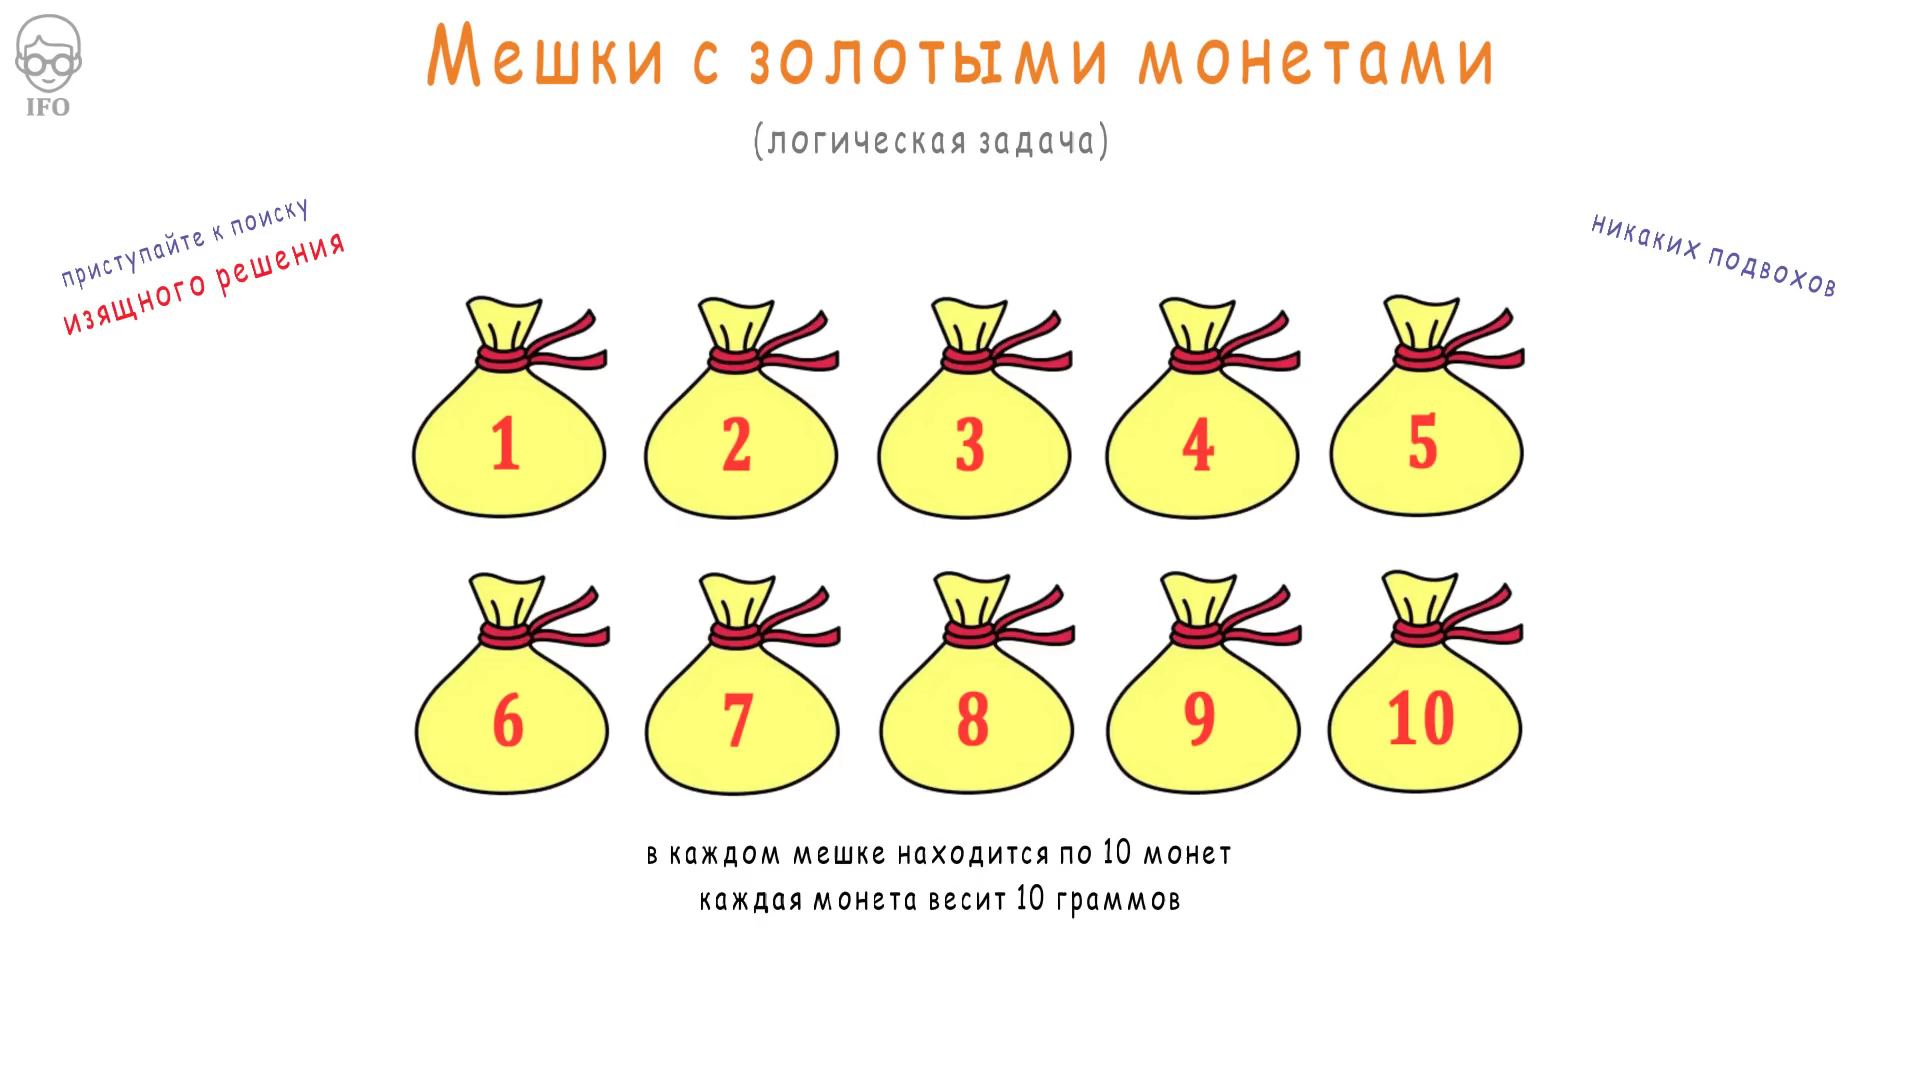 IFO
Мешки с золотыми монетами
(логическая задача)
приступайте к поиску
изящного решения
никаких подвохов
1
2
3
4
5
6
7
8
9
10
в каждом мешке находится по 10 монет
каждая монета весит 10 граммов